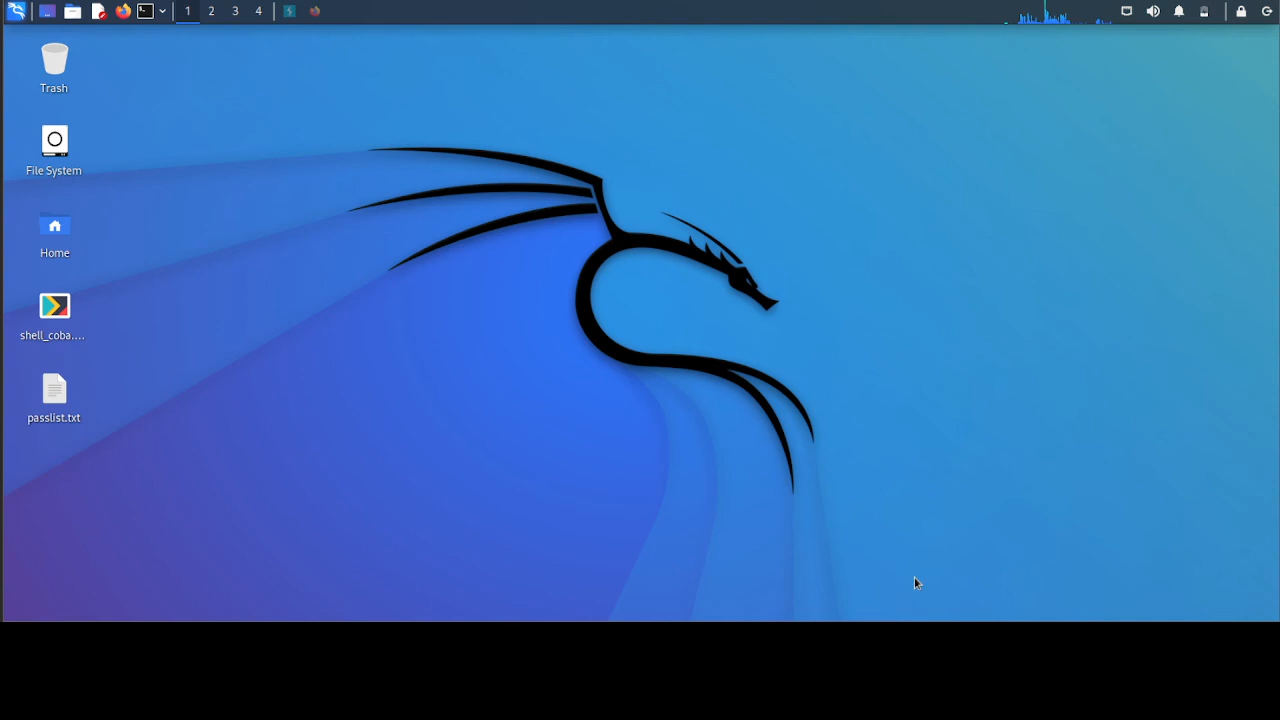 1 2 3 4
Trash
File System
Home
shell_coba....
passlist.txt